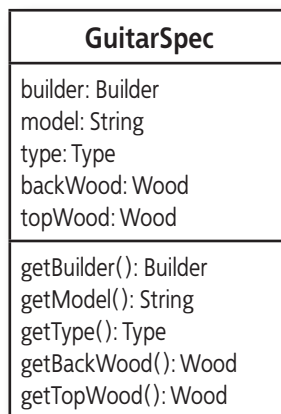 GuitarSpec
builder: Builder
model: String
type: Type
backWood: Wood
topWood: Wood
getBuilder(): Builder
getModel(): String
getType(): Type
getBackWood(): Wood
getTopWood(): Wood